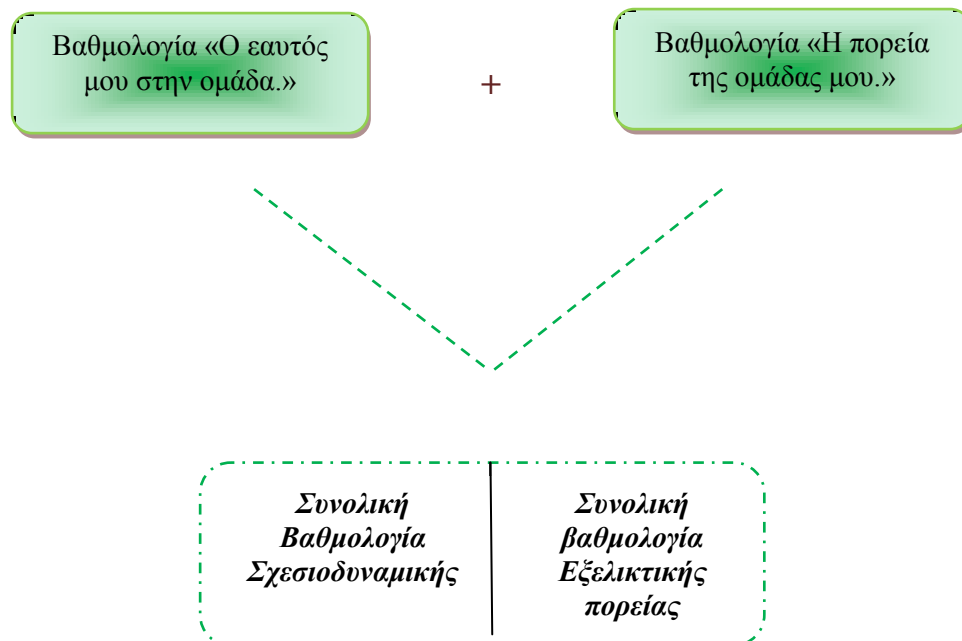 Βαθμολογία «Ο εαυτός
μου στην ομάδα.»
+
Βαθμολογία «Η πορεία
της ομάδας μου.»
Συνολική
Βαθμολογία
Σχεσιοδυναμικής
Συνολική
βαθμολογία
Εξελικτικής
πορείας